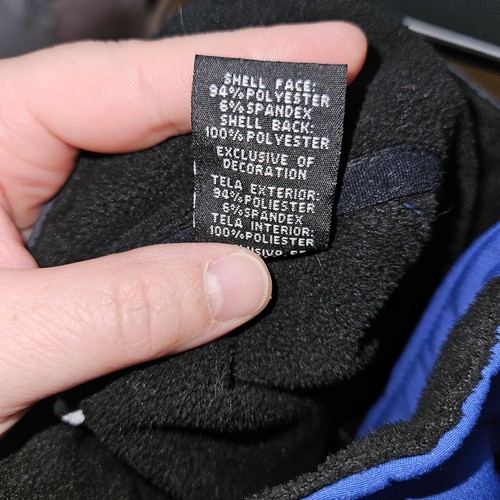 SHELL FACE:
94% POLYESTER
6% SPANDEX
SHELL BACK:
100% POLYESTER
EXCLUSIVE OF
DECORATION
TELA EXTERIOR:
94% POLIESTER
6% SPANDEX
TELA INTERIOR:
100% POLIESTER